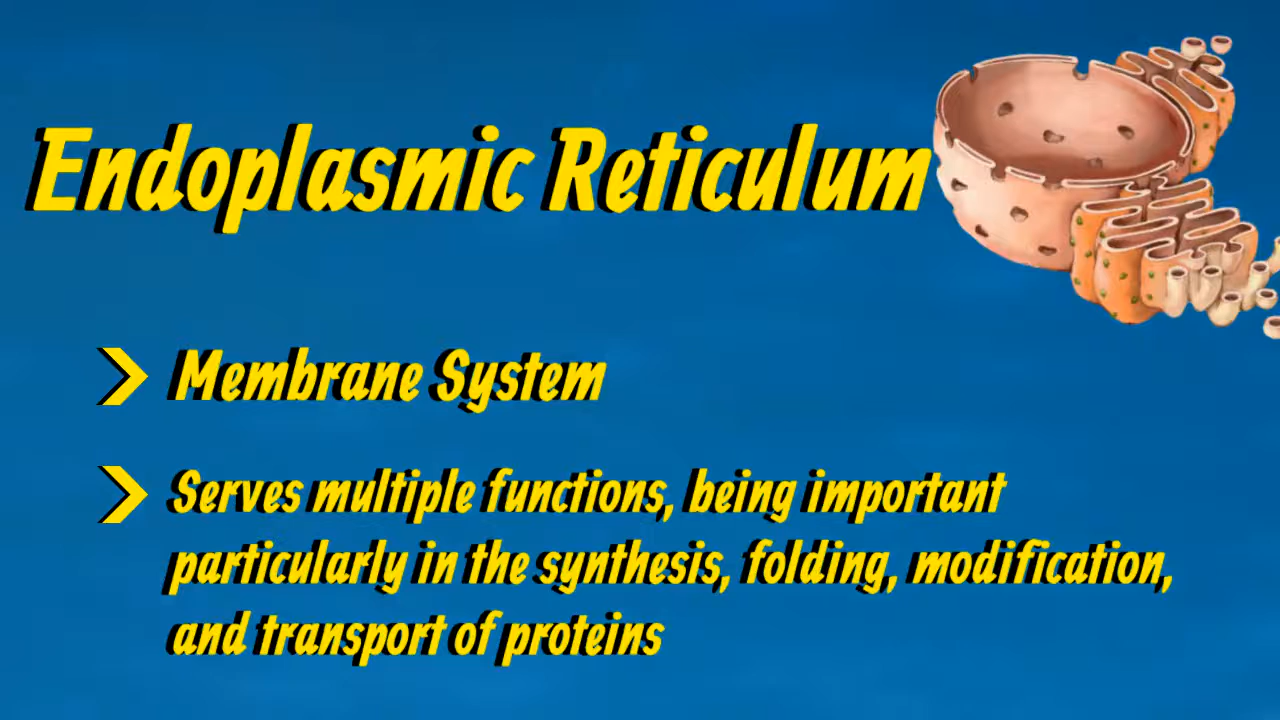 Endoplasmic Reticulum
Membrane System
Serves multiple functions, being important
particularly in the synthesis, folding, modification,
and transport of proteins